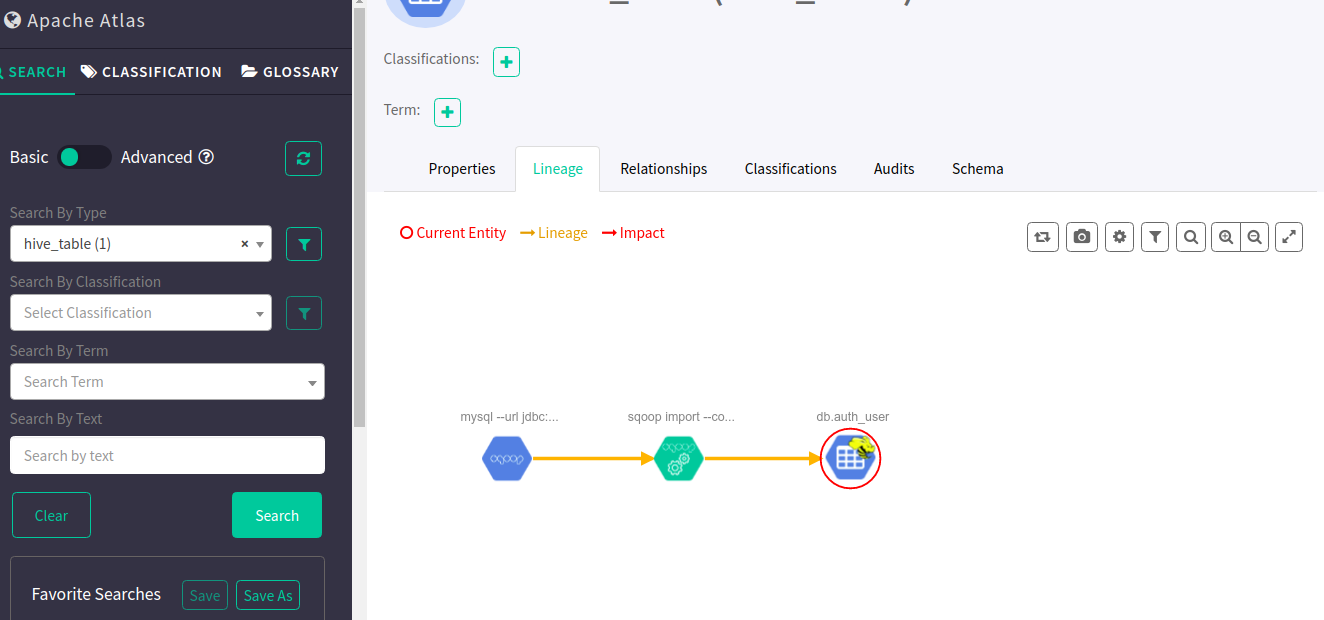 Apache Atlas
SEARCH CLASSIFICATION GLOSSARY
Basic Advanced ?
Search By Type
hive_table (1) ×
Search By Classification
Select Classification
Search By Term
Search Term
Search By Text
Search by text
Clear Search
Favorite Searches Save Save As
Classifications:
Term:
Properties Lineage Relationships Classifications Audits Schema
Current Entity Lineage Impact
mysql --url jdbc:... sqoop import --co... db.auth_user